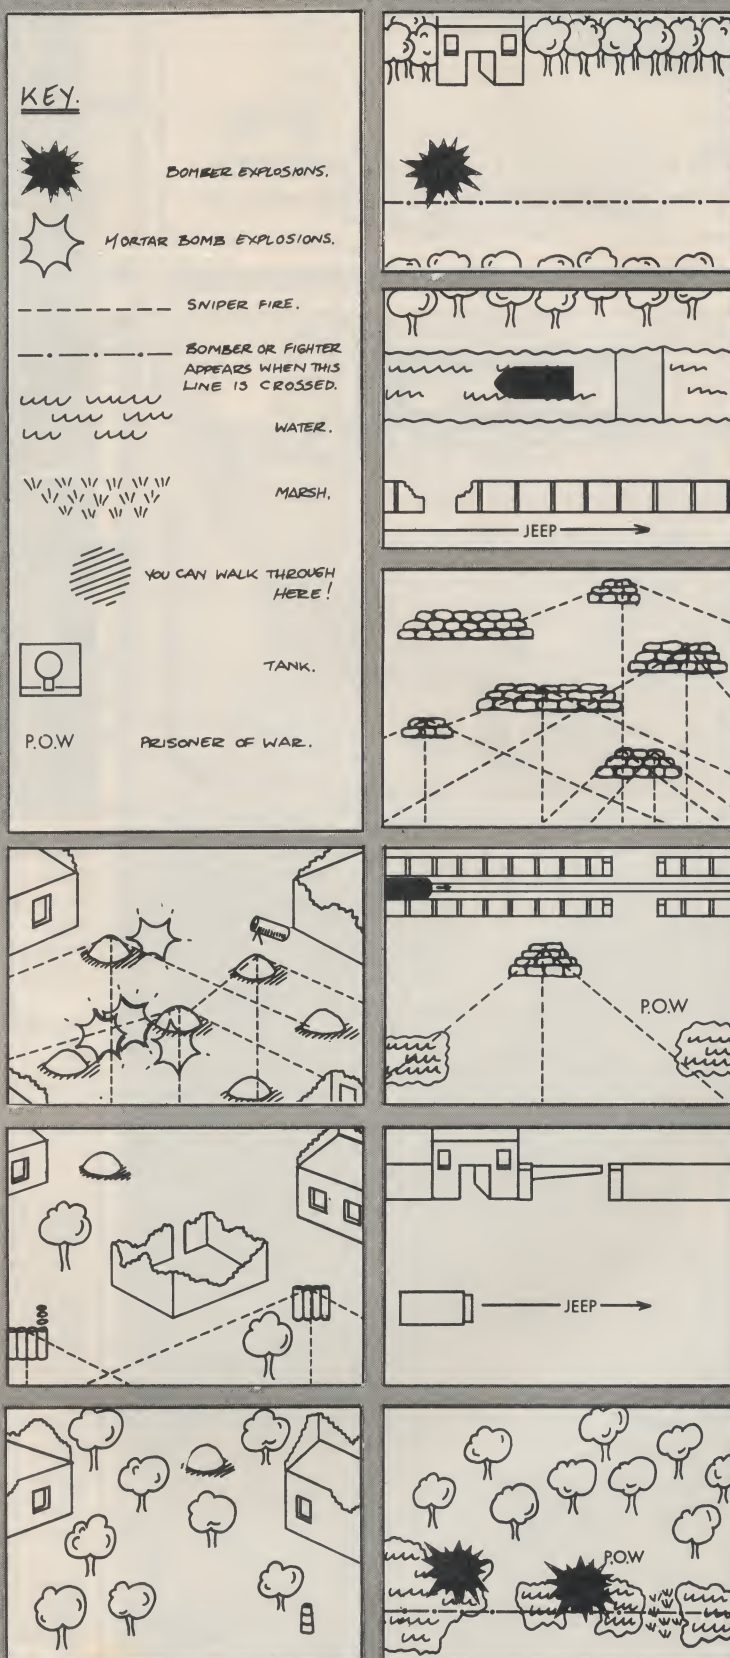 KEY.
BOMBER EXPLOSIONS.
MORTAR BOMB EXPLOSIONS.
SNIPER FIRE.
BOMBER OR FIGHTER
APPEARS WHEN THIS
LINE IS CROSSED.
WATER.
MARSH.
YOU CAN WALK THROUGH
HERE!
TANK.
P.O.W PRISONER OF WAR.
JEEP
P.O.W
JEEP
P.O.W